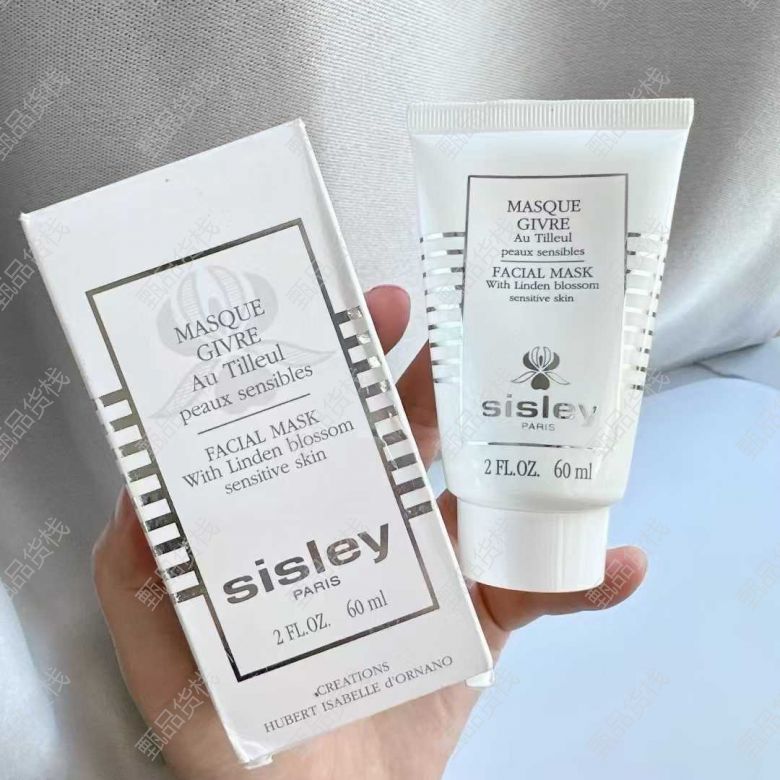 MASQUE
GIVRE
Au Tilleul
peaux sensibles
FACIAL MASK
With Linden blossom
sensitive skin
sisley
PARIS
2 FL.OZ. 60 ml
CREATIONS
HUBERT ISABELLE d'ORNANO
MASQUE
GIVRE
Au Tilleul
peaux sensibles
FACIAL MASK
With Linden blossom
sensitive skin
sisley
PARIS
2 FL.OZ. 60 ml
甄品货栈